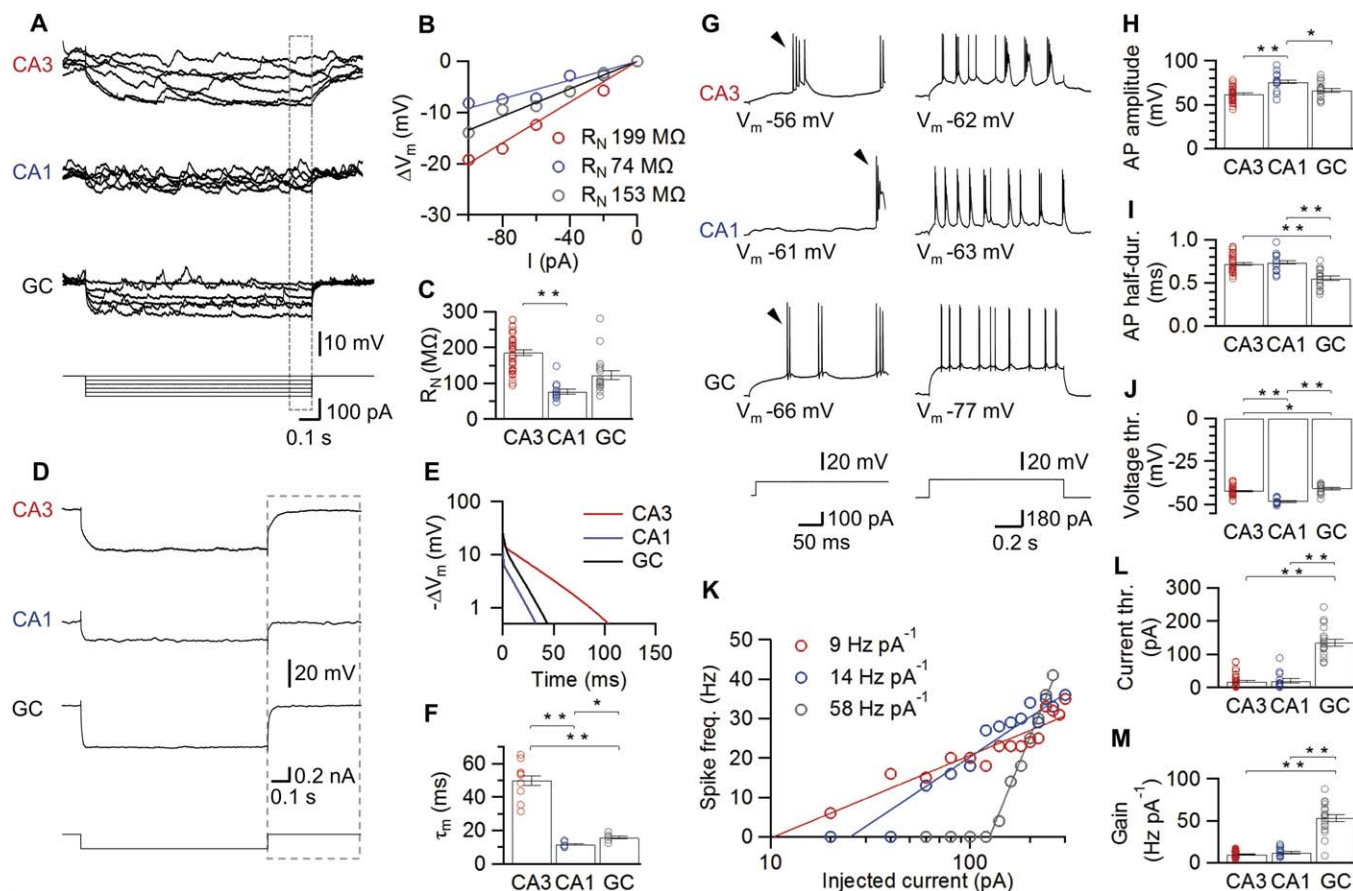 A
CA3
CA1
GC
10 mV
100 pA
0.1 s
B
0
-10
-20
-30
ΔVm (mV)
RN 199 MΩ
RN 74 MΩ
RN 153 MΩ
-80
-40
0
I (pA)
C
* *
300
200
100
0
RN (MΩ)
CA3 CA1 GC
D
CA3
CA1
GC
20 mV
0.2 nA
0.1 s
E
100
10
1
-ΔVm (mV)
CA3
CA1
GC
0 50 100 150
Time (ms)
F
*
* *
* *
80
60
40
20
0
τm (ms)
CA3 CA1 GC
G
CA3
Vm -56 mV
Vm -62 mV
CA1
Vm -61 mV
Vm -63 mV
GC
Vm -66 mV
Vm -77 mV
20 mV
20 mV
100 pA
50 ms
180 pA
0.2 s
H
* *
*
100
50
0
AP amplitude
(mV)
CA3 CA1 GC
I
* *
* *
1.0
0.5
0.0
AP half-dur.
(ms)
CA3 CA1 GC
J
* *
* *
*
0
-25
-50
Voltage thr.
(mV)
CA3 CA1 GC
K
50
40
30
20
10
0
Spike freq. (Hz)
9 Hz pA-1
14 Hz pA-1
58 Hz pA-1
10
100
Injected current (pA)
L
* *
* *
300
200
100
0
Current thr.
(pA)
CA3 CA1 GC
M
* *
* *
100
50
0
Gain
(Hz pA-1)
CA3 CA1 GC